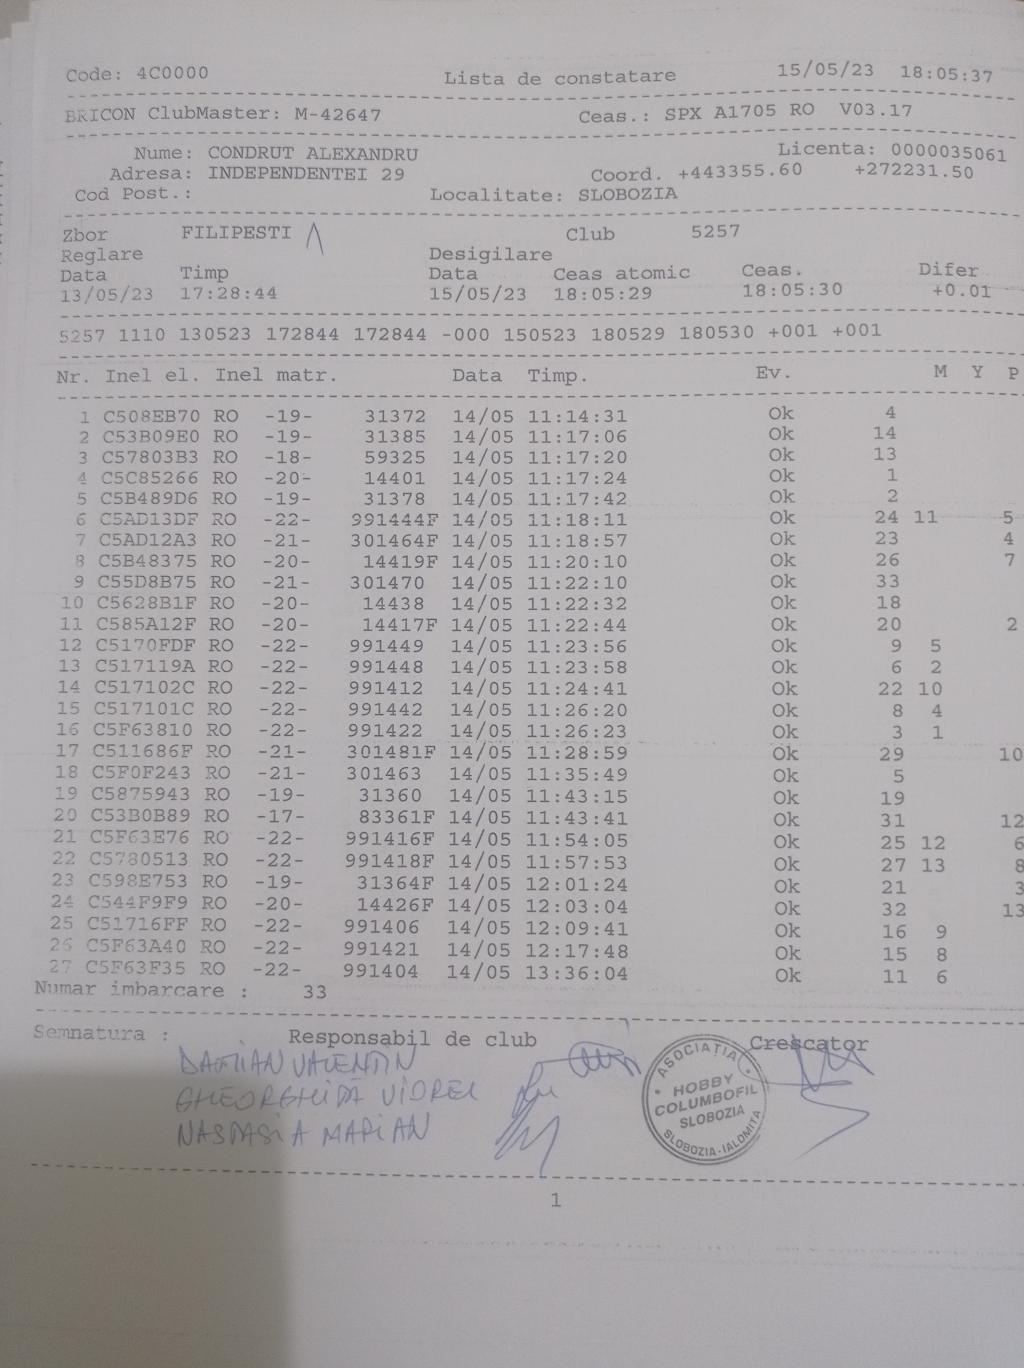 Code: 4C0000 Lista de constatare 15/05/23 18:05:37
BRICON ClubMaster: M-42647 Ceas.: SPX A1705 RO V03.17
Nume: CONDRUT ALEXANDRU Licenta: 0000035061
Adresa: INDEPENDENTEI 29 Coord. +443355.60 +272231.50
Cod Post.: Localitate: SLOBOZIA
Zbor FILIPESTI Club 5257
Reglare Desigilare
Data Timp Data Ceas atomic Ceas. Difer
13/05/23 17:28:44 15/05/23 18:05:29 18:05:30 +0.01
5257 1110 130523 172844 172844 -000 150523 180529 180530 +001 +001
Nr. Inel el. Inel matr. Data Timp. Ev. M Y P
1 C508EB70 RO -19- 31372 14/05 11:14:31 Ok 4
2 C53B09E0 RO -19- 31385 14/05 11:17:06 Ok 14
3 C57803B3 RO -18- 59325 14/05 11:17:20 Ok 13
4 C5C85266 RO -20- 14401 14/05 11:17:24 Ok 1
5 C5B489D6 RO -19- 31378 14/05 11:17:42 Ok 2
6 C5AD13DF RO -22- 991444F 14/05 11:18:11 Ok 24 11 5
7 C5AD12A3 RO -21- 301464F 14/05 11:18:57 Ok 23 4
8 C5B48375 RO -20- 14419F 14/05 11:20:10 Ok 26 7
9 C55D8B75 RO -21- 301470 14/05 11:22:10 Ok 33
10 C5628B1F RO -20- 14438 14/05 11:22:32 Ok 18
11 C585A12F RO -20- 14417F 14/05 11:22:44 Ok 20 2
12 C5170FDF RO -22- 991449 14/05 11:23:56 Ok 9 5
13 C517119A RO -22- 991448 14/05 11:23:58 Ok 6 2
14 C517102C RO -22- 991412 14/05 11:24:41 Ok 22 10
15 C517101C RO -22- 991442 14/05 11:26:20 Ok 8 4
16 C5F63810 RO -22- 991422 14/05 11:26:23 Ok 3 1
17 C511686F RO -21- 301481F 14/05 11:28:59 Ok 29 10
18 C5F0F243 RO -21- 301463 14/05 11:35:49 Ok 5
19 C5875943 RO -19- 31360 14/05 11:43:15 Ok 19
20 C53B0B89 RO -17- 83361F 14/05 11:43:41 Ok 31 12
21 C5F63E76 RO -22- 991416F 14/05 11:54:05 Ok 25 12 6
22 C5780513 RO -22- 991418F 14/05 11:57:53 Ok 27 13 8
23 C598E753 RO -19- 31364F 14/05 12:01:24 Ok 21 3
24 C544F9F9 RO -20- 14426F 14/05 12:03:04 Ok 32 13
25 C51716FF RO -22- 991406 14/05 12:09:41 Ok 16 9
26 C5F63A40 RO -22- 991421 14/05 12:17:48 Ok 15 8
27 C5F63F35 RO -22- 991404 14/05 13:36:04 Ok 11 6
Numar imbarcare : 33
Semnatura : Responsabil de club Crescator
DAMIAN VALENTIN
GHEORGHIDĂ VIOREL
NASTASIA MARIAN
ASOCIAȚIA
HOBBY
COLUMBOFIL
SLOBOZIA
SLOBOZIA-IALOMIȚA
1